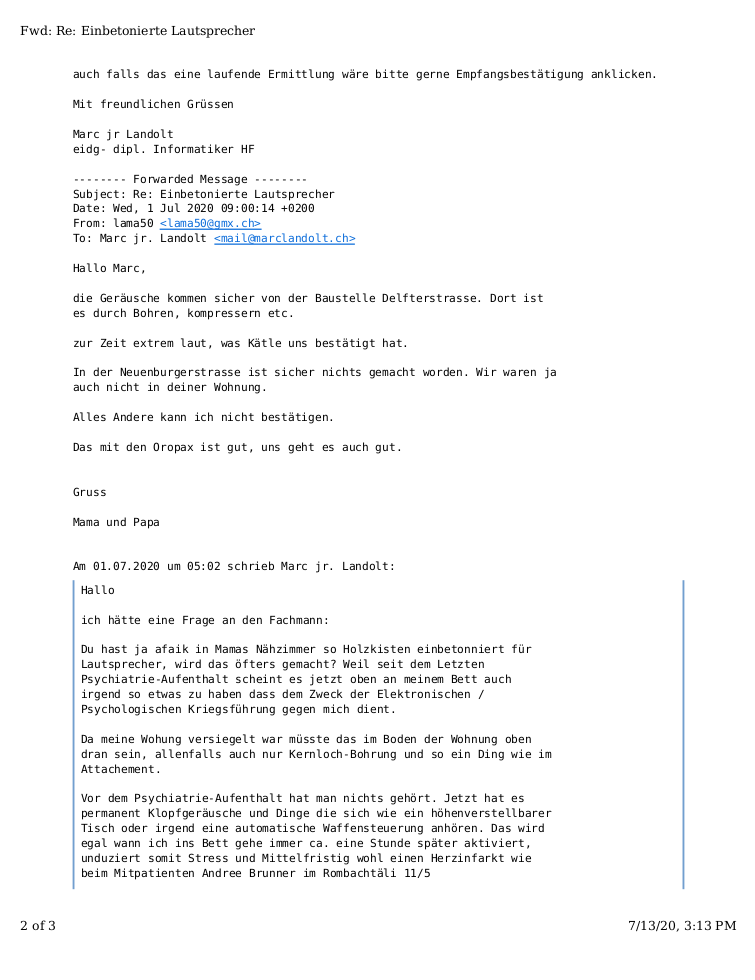 Fwd: Re: Einbetonierte Lautsprecher
auch falls das eine laufende Ermittlung wäre bitte gerne Empfangsbestätigung anklicken.
Mit freundlichen Grüssen
Marc jr Landolt
eidg- dipl. Informatiker HF
-------- Forwarded Message --------
Subject: Re: Einbetonierte Lautsprecher
Date: Wed, 1 Jul 2020 09:00:14 +0200
From: lama50 <lama50@gmx.ch>
To: Marc jr. Landolt <mail@marclandolt.ch>
Hallo Marc,
die Geräusche kommen sicher von der Baustelle Delfterstrasse. Dort ist
es durch Bohren, kompressern etc.
zur Zeit extrem laut, was Kätle uns bestätigt hat.
In der Neuenburgerstrasse ist sicher nichts gemacht worden. Wir waren ja
auch nicht in deiner Wohnung.
Alles Andere kann ich nicht bestätigen.
Das mit den Oropax ist gut, uns geht es auch gut.
Gruss
Mama und Papa
Am 01.07.2020 um 05:02 schrieb Marc jr. Landolt:
Hallo
ich hätte eine Frage an den Fachmann:
Du hast ja afaik in Mamas Nähzimmer so Holzkisten einbetonniert für
Lautsprecher, wird das öfters gemacht? Weil seit dem Letzten
Psychiatrie-Aufenthalt scheint es jetzt oben an meinem Bett auch
irgend so etwas zu haben dass dem Zweck der Elektronischen /
Psychologischen Kriegsführung gegen mich dient.
Da meine Wohung versiegelt war müsste das im Boden der Wohnung oben
dran sein, allenfalls auch nur Kernloch-Bohrung und so ein Ding wie im
Attachement.
Vor dem Psychiatrie-Aufenthalt hat man nichts gehört. Jetzt hat es
permanent Klopfgeräusche und Dinge die sich wie ein höhenverstellbarer
Tisch oder irgend eine automatische Waffensteuerung anhören. Das wird
egal wann ich ins Bett gehe immer ca. eine Stunde später aktiviert,
unduziert somit Stress und Mittelfristig wohl einen Herzinfarkt wie
beim Mitpatienten Andree Brunner im Rombachtäli 11/5
2 of 3
7/13/20, 3:13 PM